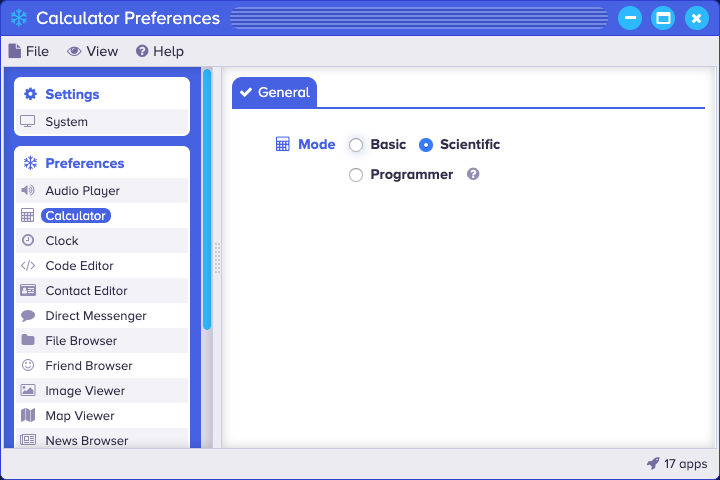 Calculator Preferences
File View Help
Settings
System
Preferences
Audio Player
Calculator
Clock
Code Editor
Contact Editor
Direct Messenger
File Browser
Friend Browser
Image Viewer
Map Viewer
News Browser
General
Mode Basic Scientific
Programmer
17 apps